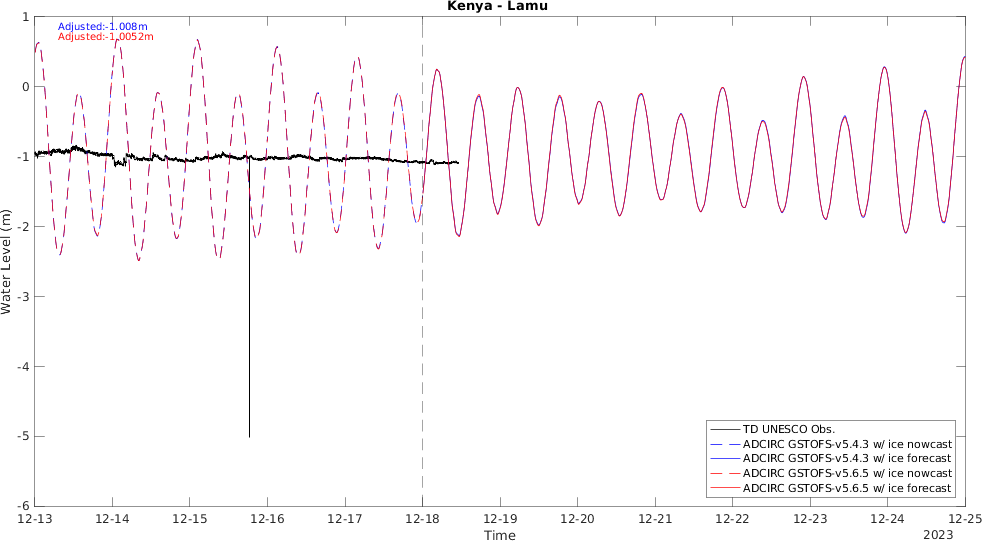 Kenya - Lamu
Adjusted:-1.008m
Adjusted:-1.0052m
Water Level (m)
1
0
-1
-2
-3
-4
-5
-6
TD UNESCO Obs.
ADCIRC GSTOFS-v5.4.3 w/ ice nowcast
ADCIRC GSTOFS-v5.4.3 w/ ice forecast
ADCIRC GSTOFS-v5.6.5 w/ ice nowcast
ADCIRC GSTOFS-v5.6.5 w/ ice forecast
12-13 12-14 12-15 12-16 12-17 12-18 12-19 12-20 12-21 12-22 12-23 12-24 12-25
Time
2023